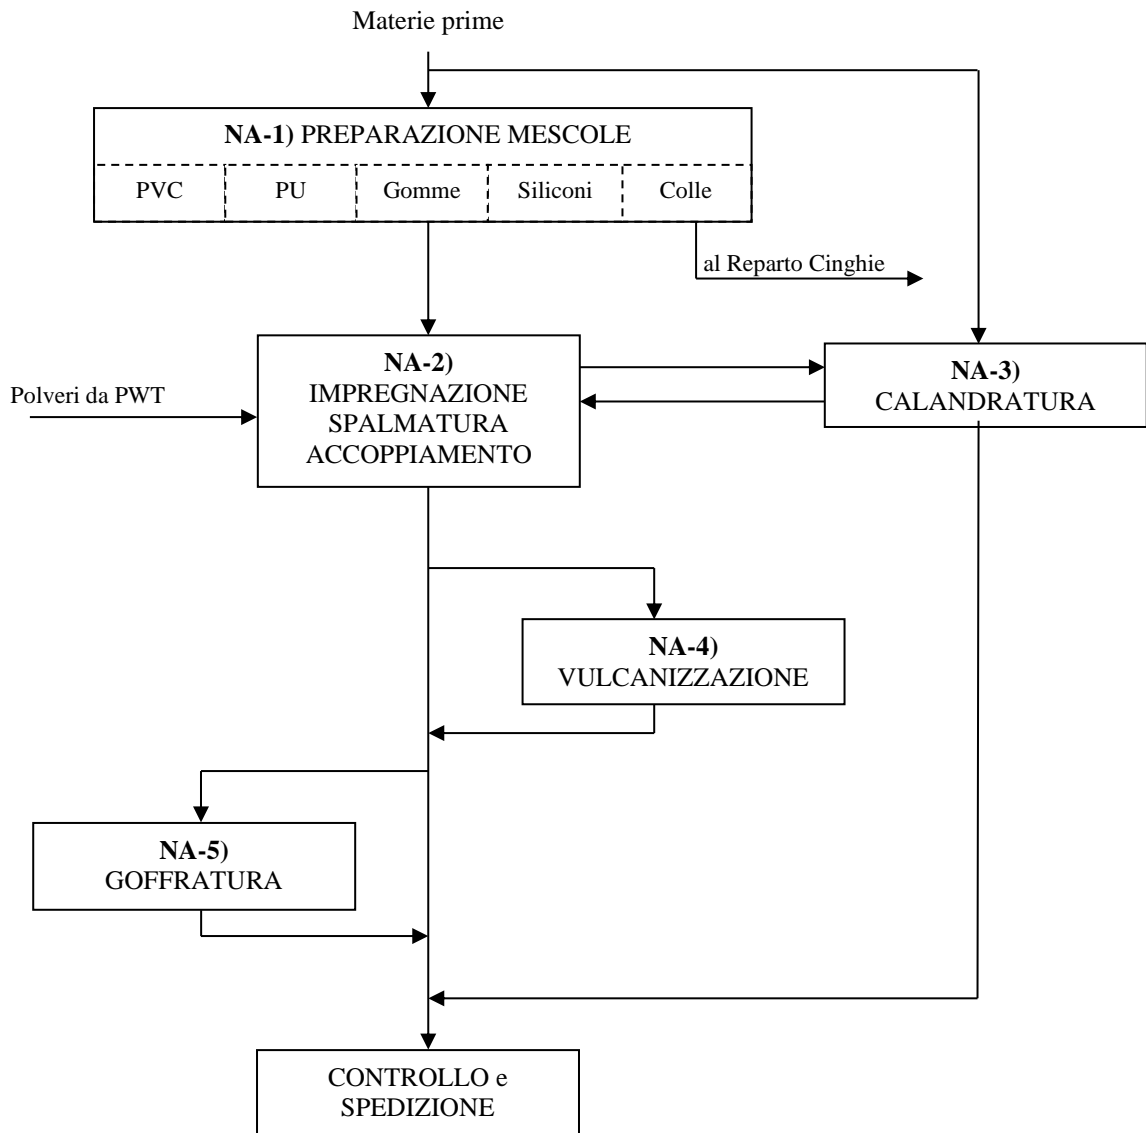 Materie prime
NA-1) PREPARAZIONE MESCOLE
PVC
PU
Gomme
Siliconi
Colle
al Reparto Cinghie
NA-2)
IMPREGNAZIONE
SPALMATURA
ACCOPPIAMENTO
NA-3)
CALANDRATURA
Polveri da PWT
NA-4)
VULCANIZZAZIONE
NA-5)
GOFFRATURA
CONTROLLO e
SPEDIZIONE